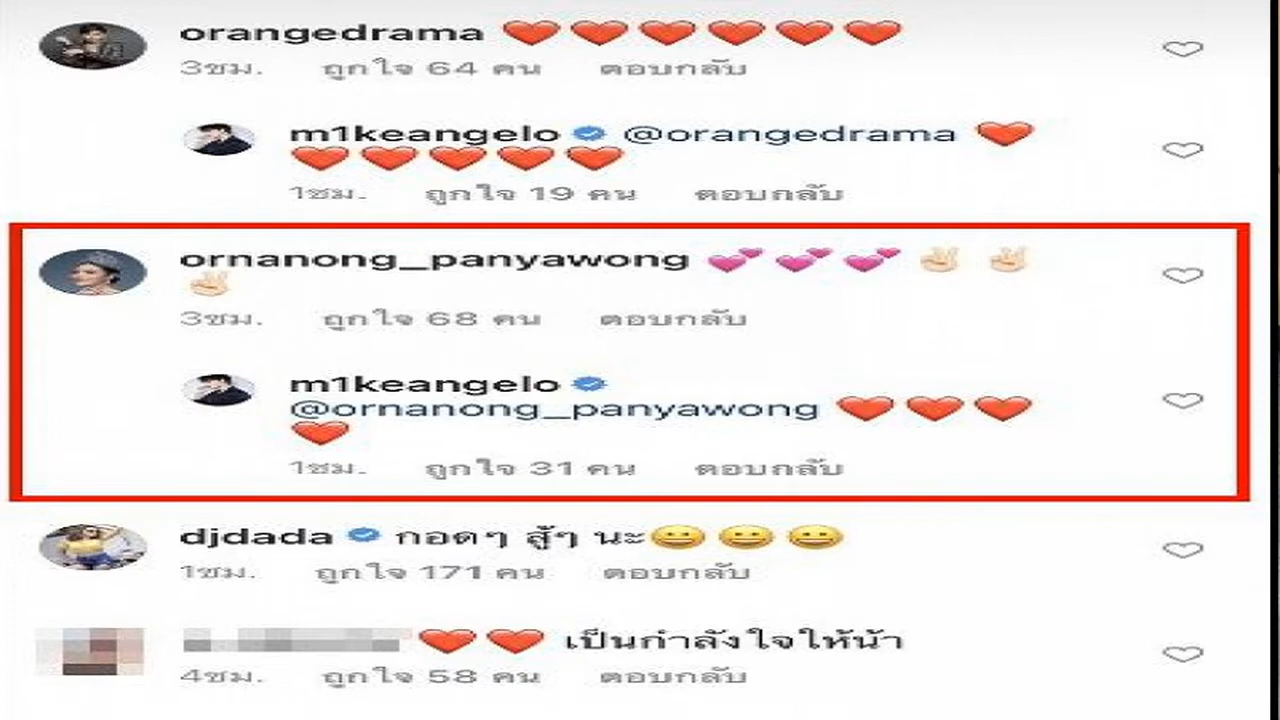 orangedrama ❤️❤️❤️❤️❤️❤️
3ชม. ถูกใจ 64 คน ตอบกลับ
m1keangelo @orangedrama ❤️
❤️❤️❤️❤️❤️
1ชม. ถูกใจ 19 คน ตอบกลับ
ornanong_panyawong 💕💕💕✌🏻✌🏻
✌🏻
3ชม. ถูกใจ 68 คน ตอบกลับ
m1keangelo
@ornanong_panyawong ❤️❤️❤️
❤️
1ชม. ถูกใจ 31 คน ตอบกลับ
djdada กอดๆ สู้ๆ นะ😀😀😀
1ชม. ถูกใจ 171 คน ตอบกลับ
❤️❤️ เป็นกำลังใจให้น้า
4ชม. ถูกใจ 58 คน ตอบกลับ